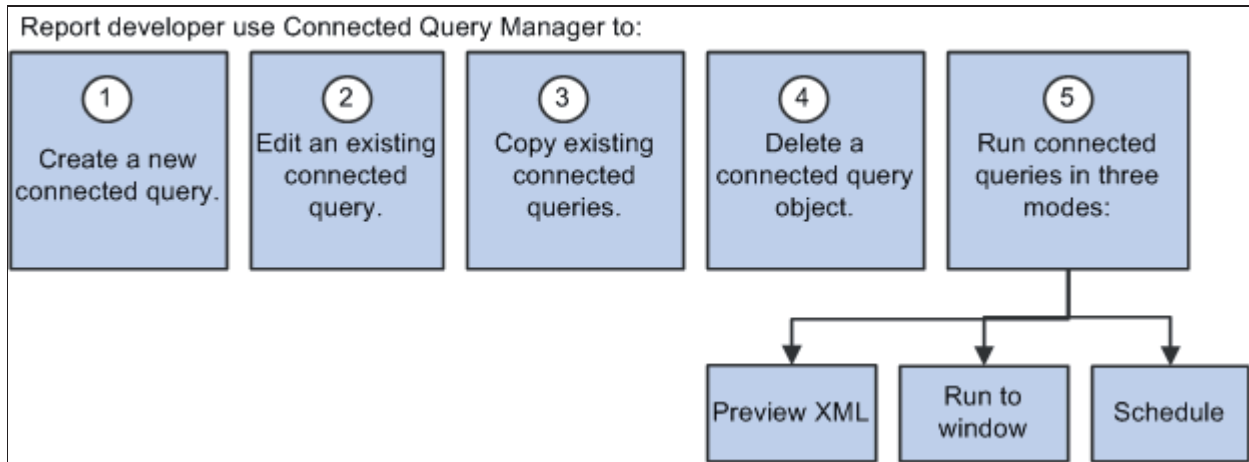 Report developer use Connected Query Manager to:
1
Create a new
connected query.
2
Edit an existing
connected
query.
3
Copy existing
connected
queries.
4
Delete a
connected query
object.
5
Run connected
queries in three
modes:
Preview XML
Run to
window
Schedule